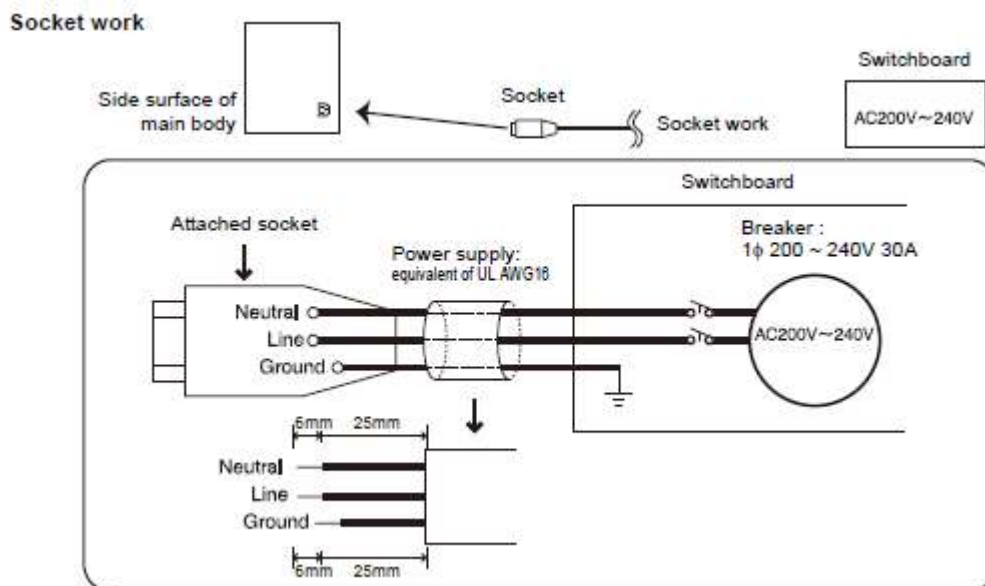 Socket work
Switchboard
Side surface of
main body
Socket
Socket work
AC200V~240V
Switchboard
Attached socket
Breaker :
1ϕ 200 ~ 240V 30A
Power supply:
equivalent of UL AWG16
Neutral
Line
Ground
AC200V~240V
6mm 25mm
Neutral
Line
Ground
6mm 25mm